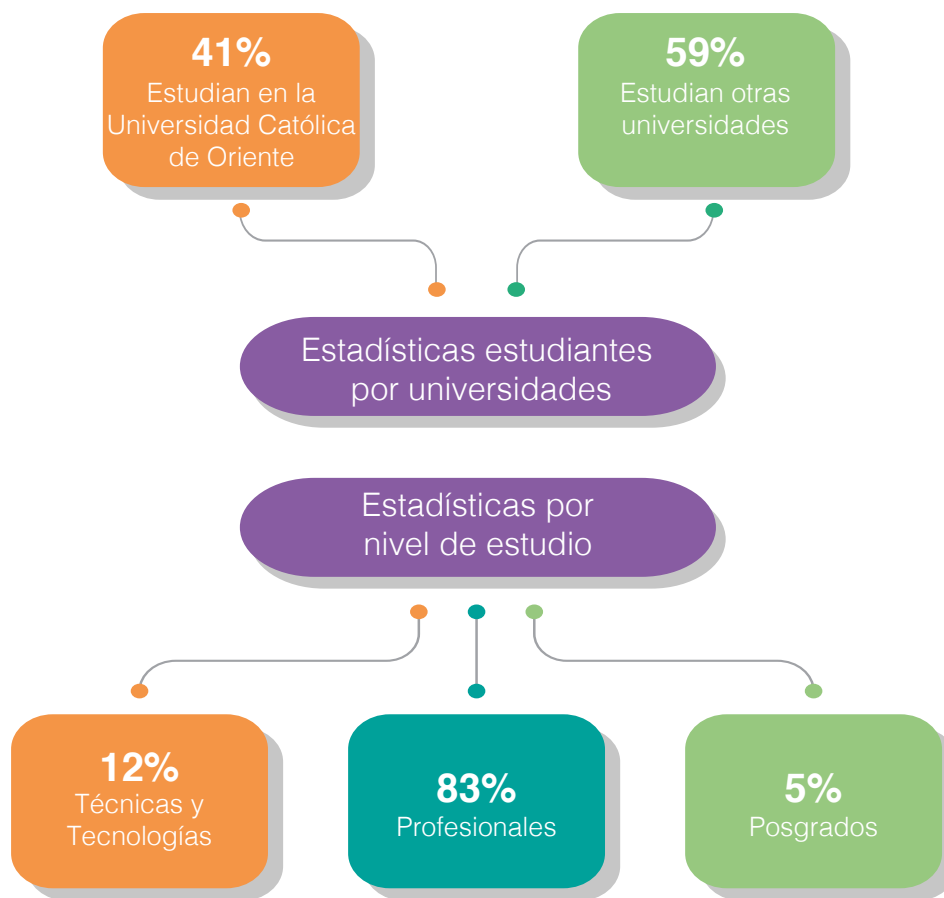 41%
Estudian en la
Universidad Católica
de Oriente
59%
Estudian otras
universidades
Estadísticas estudiantes
por universidades
Estadísticas por
nivel de estudio
12%
Técnicas y
Tecnologías
83%
Profesionales
5%
Posgrados